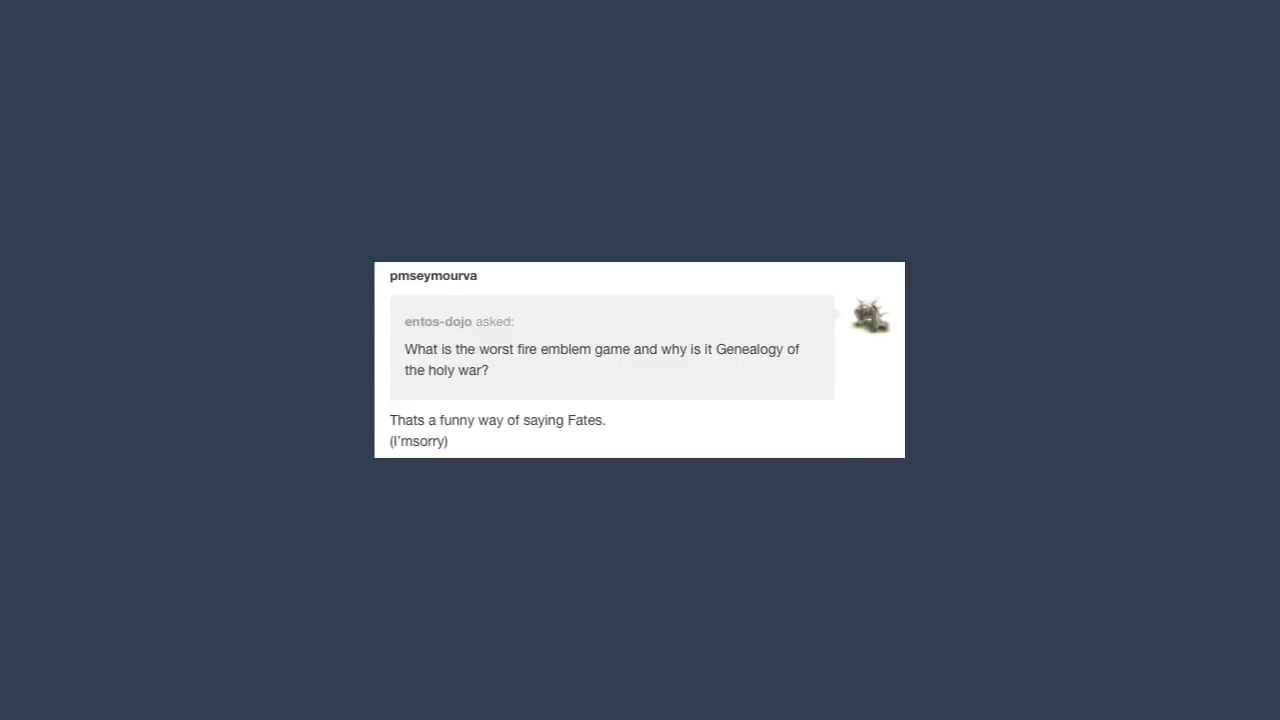 pmseymourva
entos-dojo asked:
What is the worst fire emblem game and why is it Genealogy of
the holy war?
Thats a funny way of saying Fates.
(I'msorry)